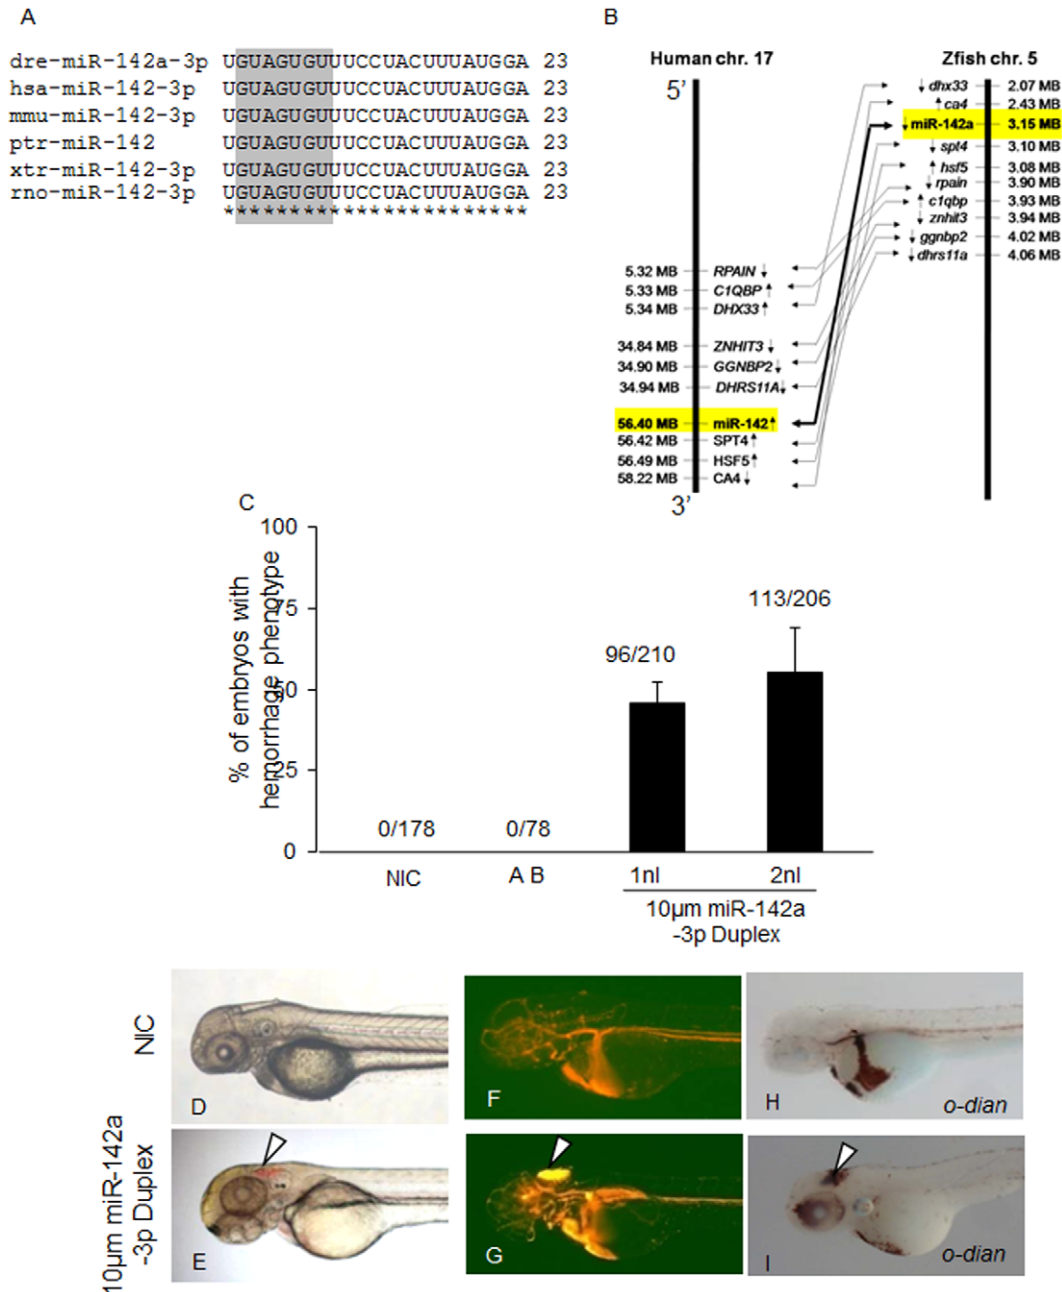 A
dre-miR-142a-3p UGUAGUGUUUCCUACUUUAUGGA 23
hsa-miR-142-3p UGUAGUGUUUCCUACUUUAUGGA 23
mmu-miR-142-3p UGUAGUGUUUCCUACUUUAUGGA 23
ptr-miR-142 UGUAGUGUUUCCUACUUUAUGGA 23
xtr-miR-142-3p UGUAGUGUUUCCUACUUUAUGGA 23
rno-miR-142-3p UGUAGUGUUUCCUACUUUAUGGA 23
***********************
B
Human chr. 17
5’
5.32 MB RPAIN ↓
5.33 MB C1QBP ↑
5.34 MB DHX33 ↑
34.84 MB ZNHIT3 ↓
34.90 MB GGNBP2 ↓
34.94 MB DHRS11A ↓
56.40 MB miR-142 ↑
56.42 MB SPT4 ↑
56.49 MB HSF5 ↑
58.22 MB CA4 ↓
3’
Zfish chr. 5
↓ dhx33 2.07 MB
↑ ca4 2.43 MB
↓ miR-142a 3.15 MB
↓ spt4 3.10 MB
↑ hsf5 3.08 MB
↓ rpain 3.90 MB
↑ c1qbp 3.93 MB
↓ znhit3 3.94 MB
↓ ggnbp2 4.02 MB
↓ dhrs11a 4.06 MB
C
% of embryos with
hemorrhage phenotype
100
75
50
25
0
0/178
0/78
96/210
113/206
NIC
A B
1nl
2nl
10µm miR-142a
-3p Duplex
NIC
D
F
H
o-dian
10µm miR-142a
-3p Duplex
E
G
I
o-dian